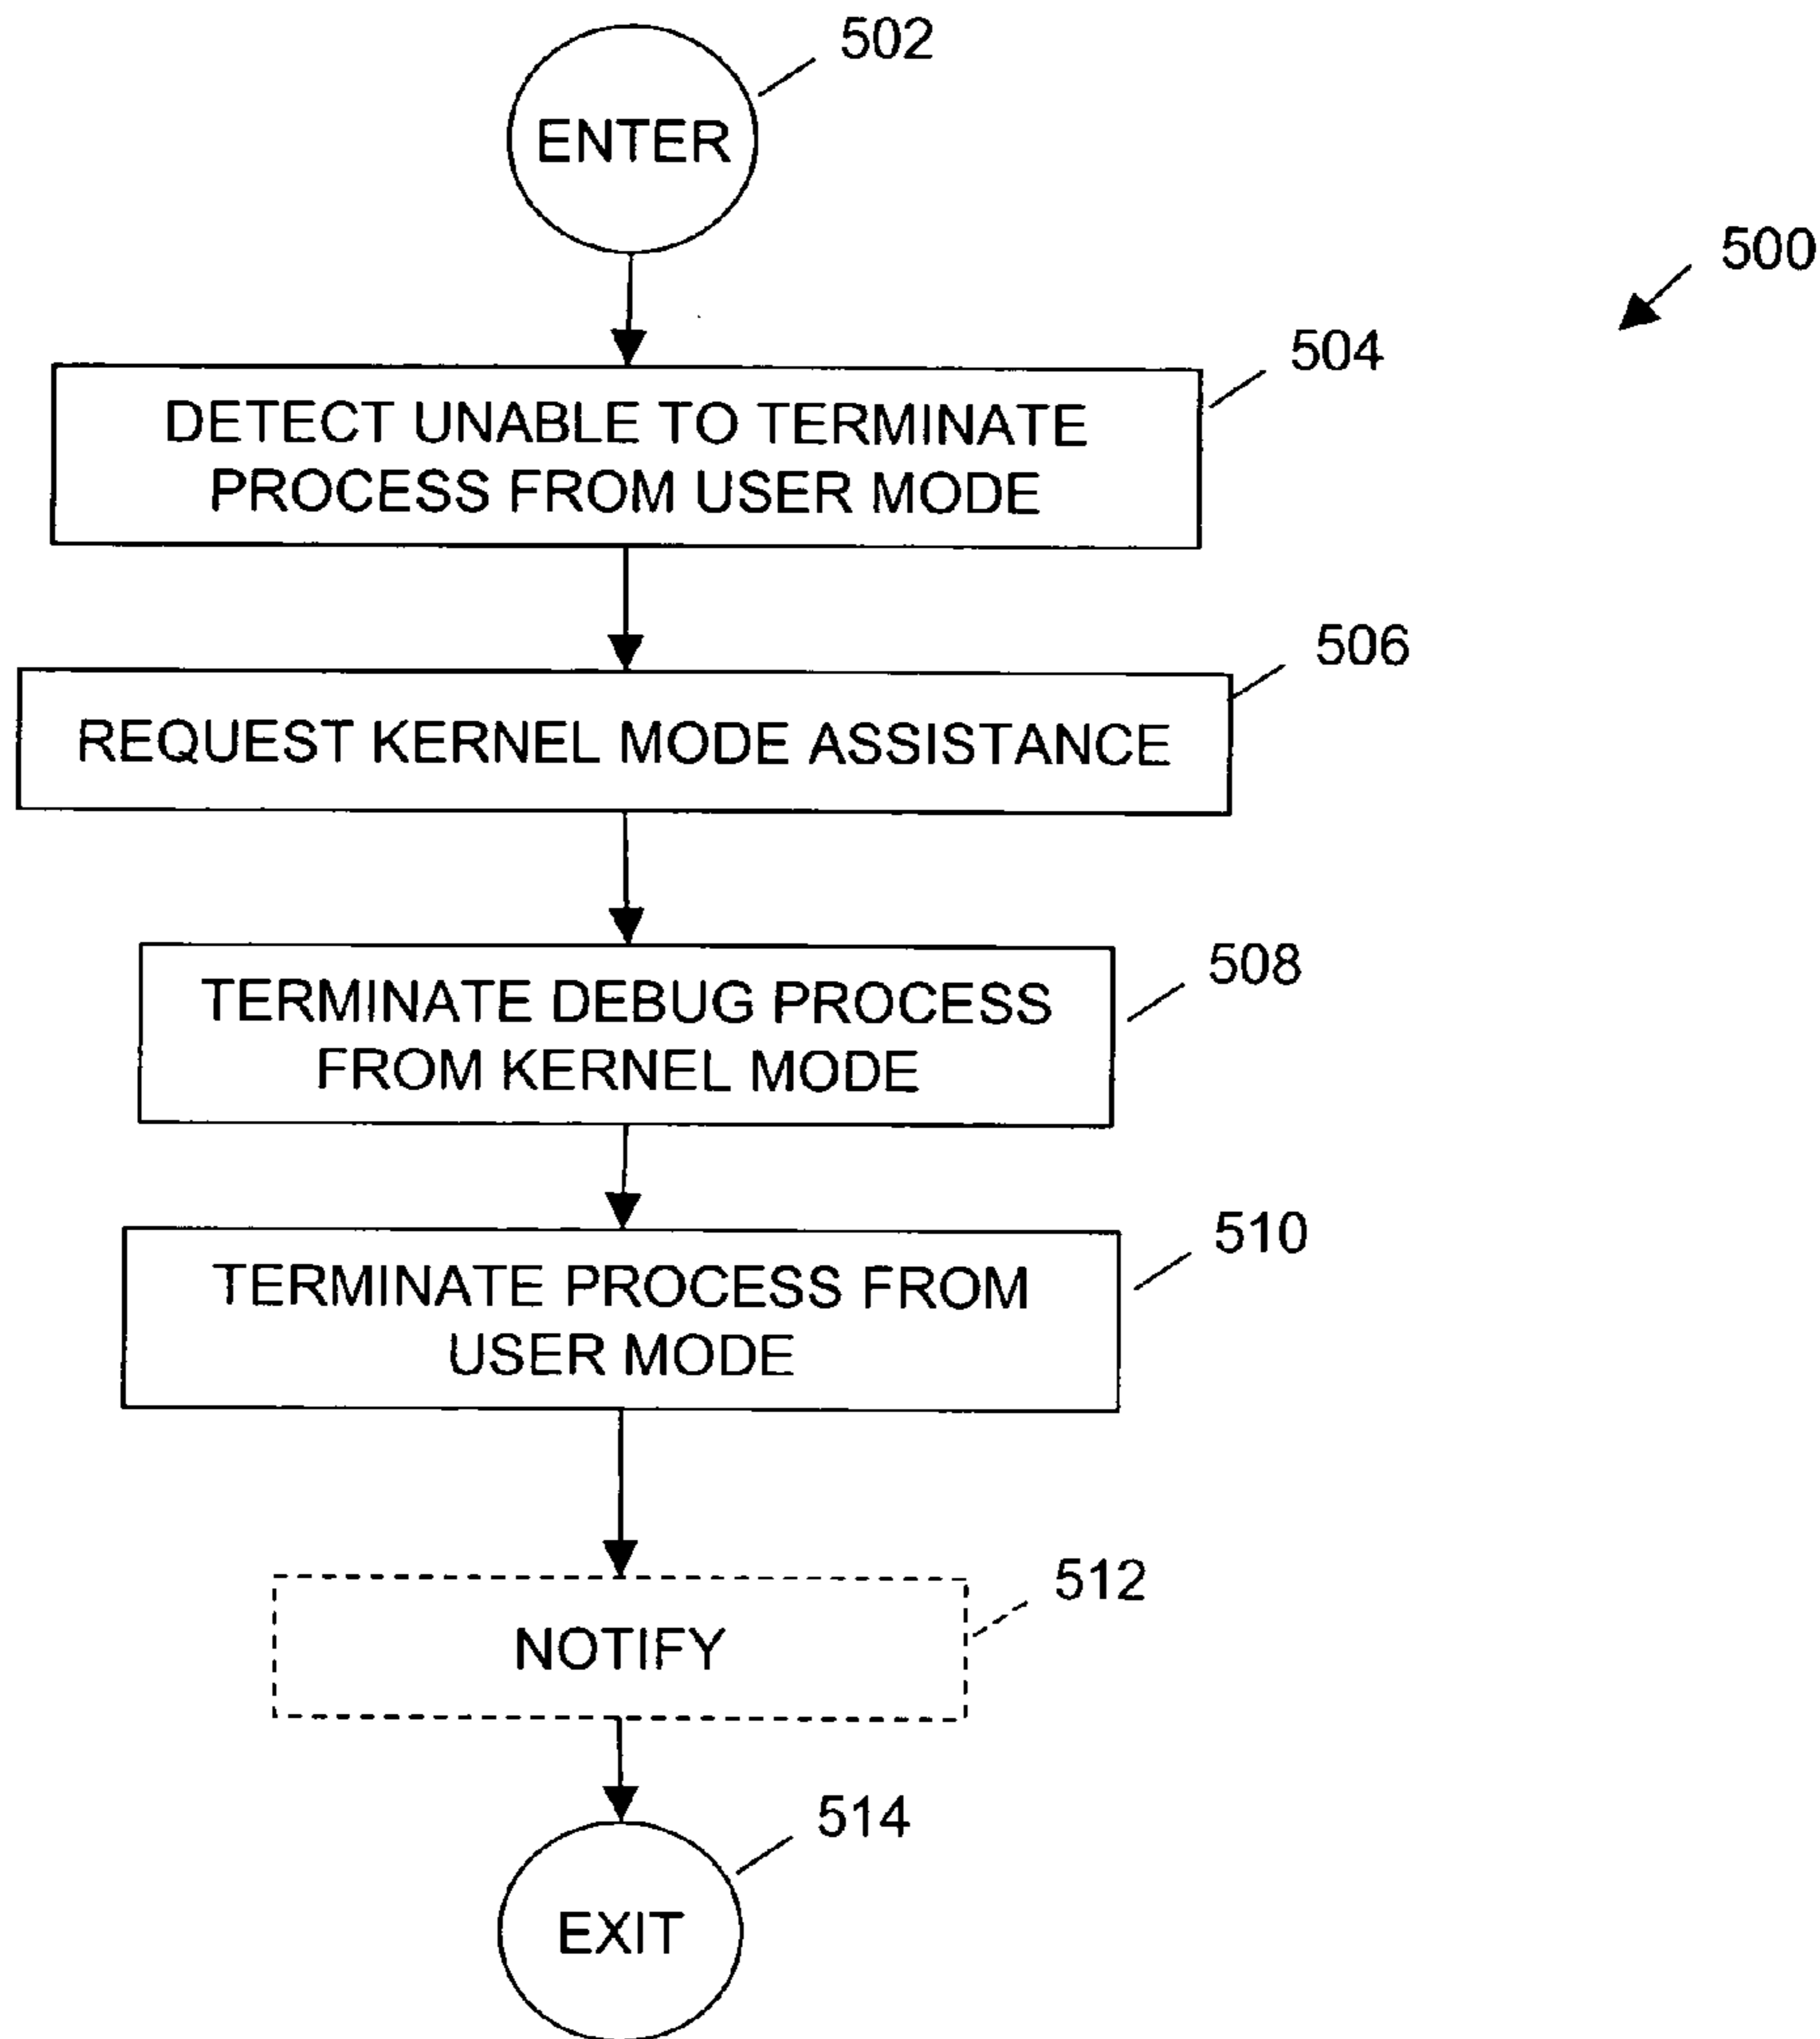 502
ENTER
500
504
DETECT UNABLE TO TERMINATE
PROCESS FROM USER MODE
506
REQUEST KERNEL MODE ASSISTANCE
508
TERMINATE DEBUG PROCESS
FROM KERNEL MODE
510
TERMINATE PROCESS FROM
USER MODE
512
NOTIFY
514
EXIT